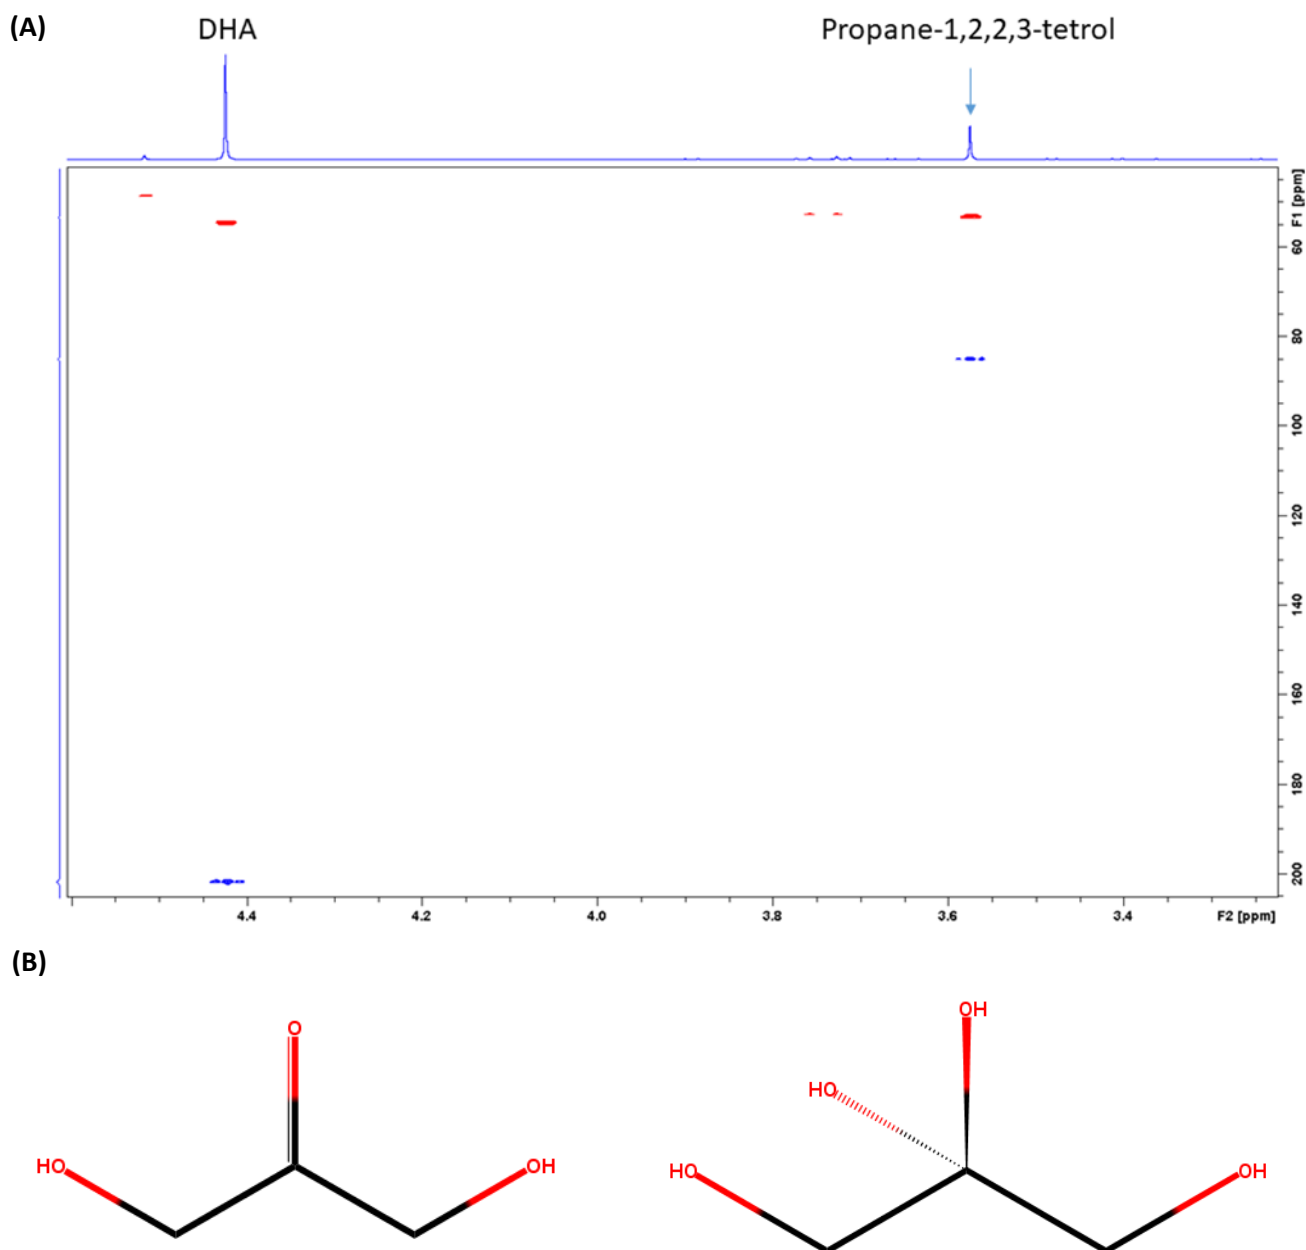 (A)
DHA
Propane-1,2,2,3-tetrol
F1 [ppm]
60
80
100
120
140
160
180
200
4.4 4.2 4.0 3.8 3.6 3.4 F2 [ppm]
(B)
O
HO OH
OH
HO
HO OH